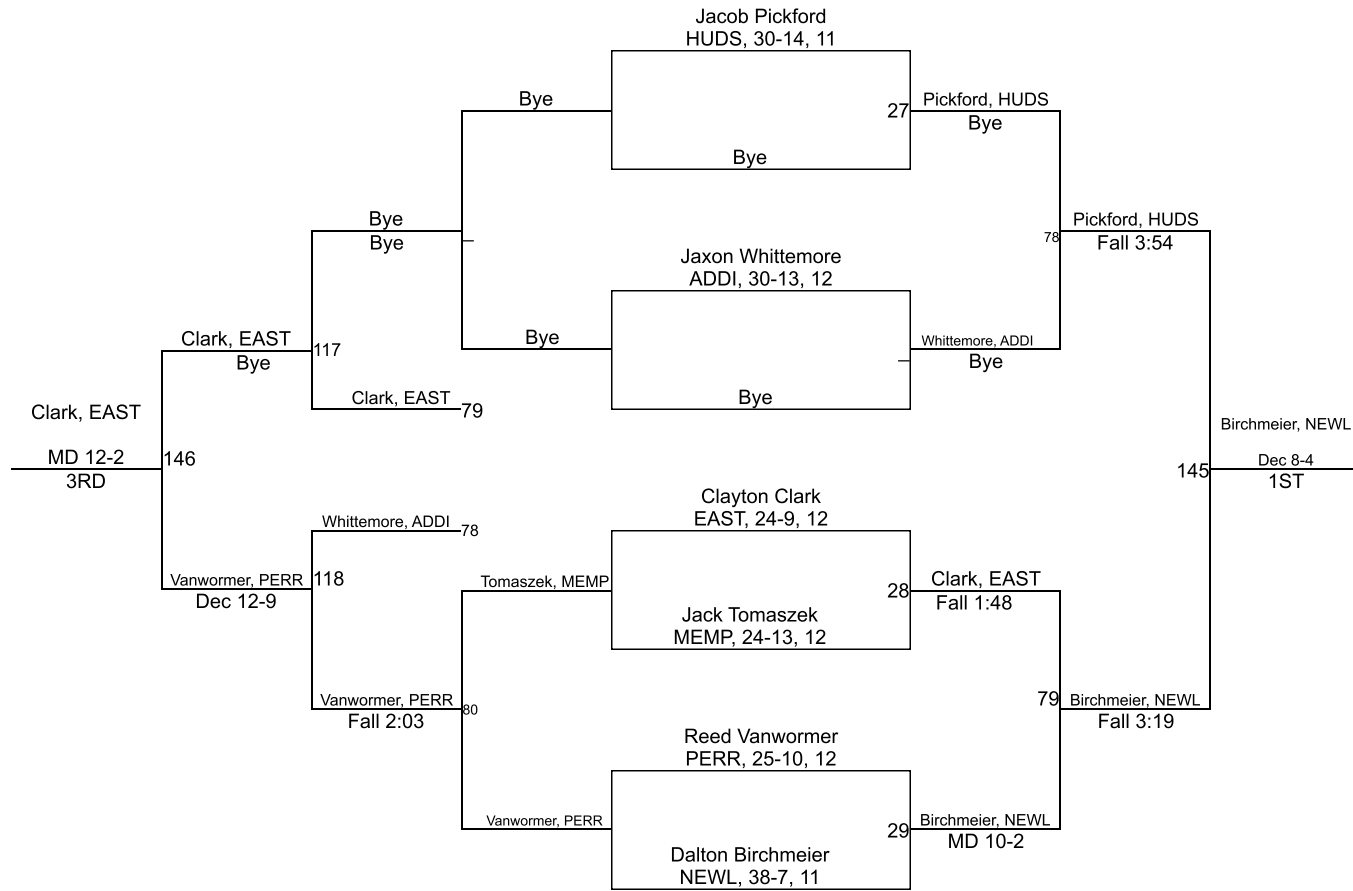 Jacob Pickford
HUDS, 30-14, 11
Bye
27
Pickford, HUDS
Bye
Bye
Bye
Bye
78
Pickford, HUDS
Fall 3:54
Jaxon Whittemore
ADDI, 30-13, 12
Clark, EAST
Bye
117
Bye
Whittemore, ADDI
Bye
Clark, EAST
79
Bye
Clark, EAST
MD 12-2
3RD
146
Birchmeier, NEWL
Dec 8-4
1ST
145
Clayton Clark
EAST, 24-9, 12
Whittemore, ADDI
78
Vanwormer, PERR
Dec 12-9
118
Tomaszek, MEMP
28
Clark, EAST
Fall 1:48
Jack Tomaszek
MEMP, 24-13, 12
Vanwormer, PERR
Fall 2:03
80
79
Birchmeier, NEWL
Fall 3:19
Reed Vanwormer
PERR, 25-10, 12
Vanwormer, PERR
29
Birchmeier, NEWL
MD 10-2
Dalton Birchmeier
NEWL, 38-7, 11